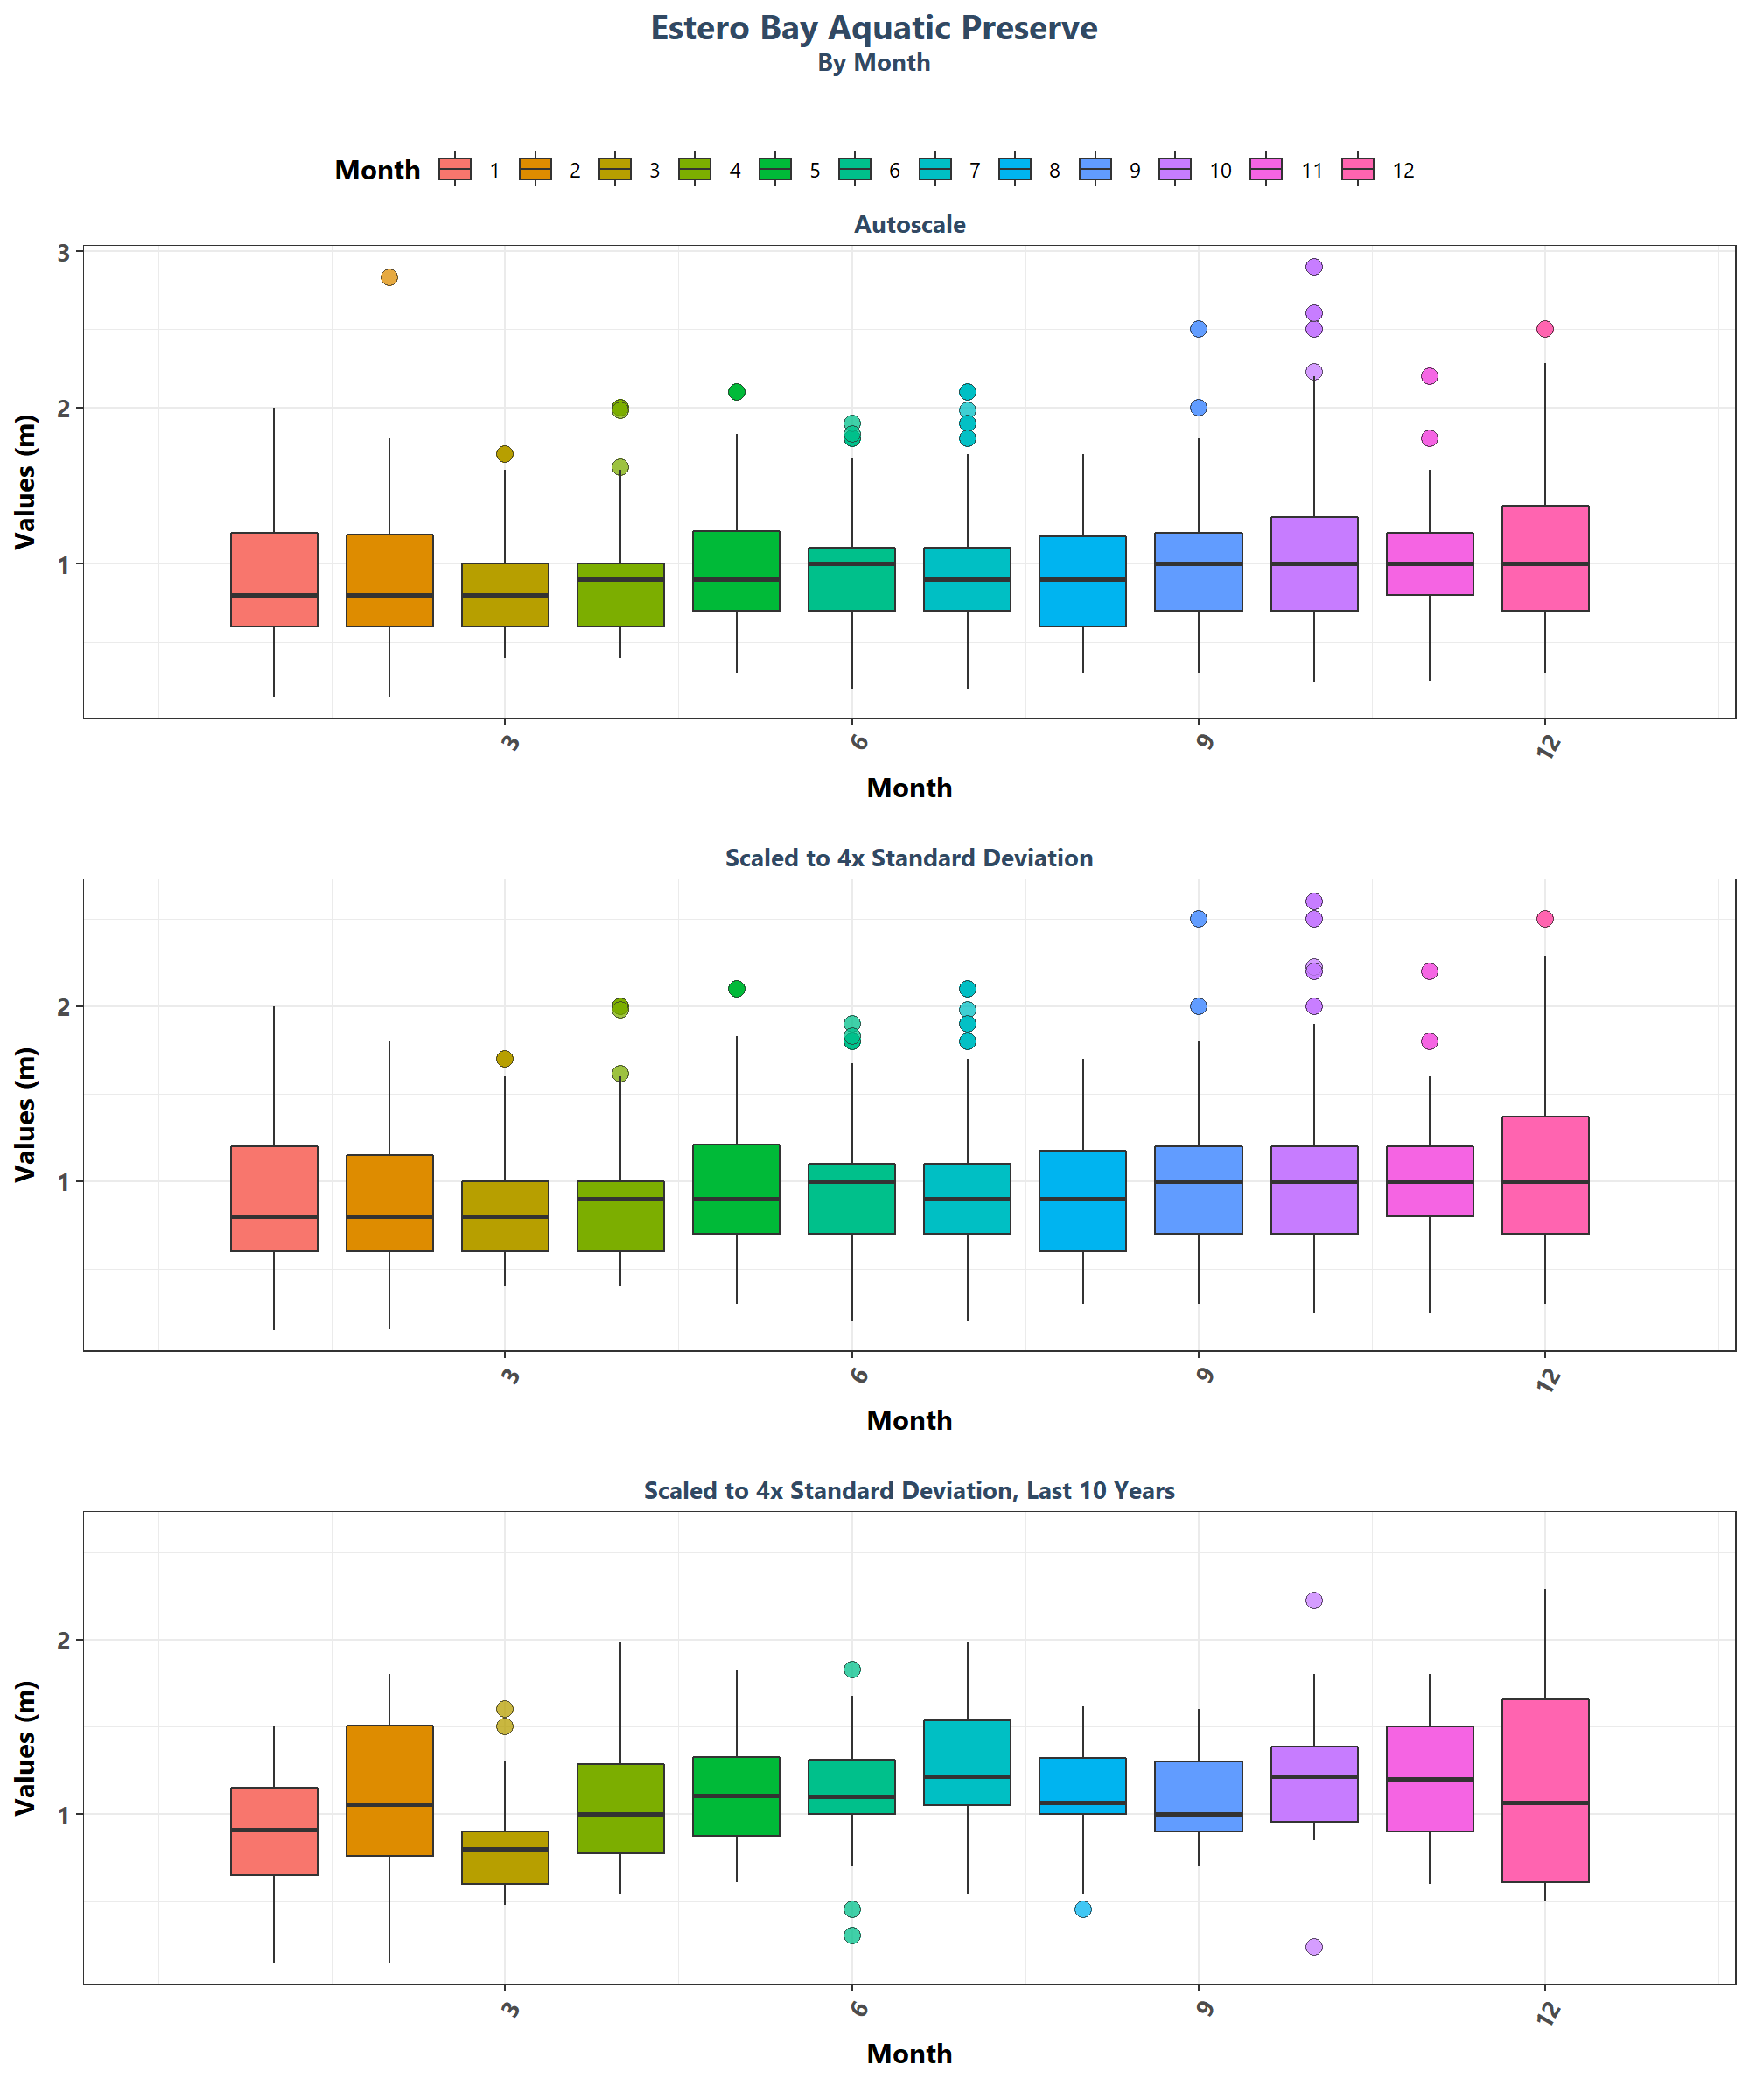 Estero Bay Aquatic Preserve
By Month
Month 1 2 3 4 5 6 7 8 9 10 11 12
Autoscale
Values (m)
3
2
1
3 6 9 12
Month
Scaled to 4x Standard Deviation
Values (m)
2
1
3 6 9 12
Month
Scaled to 4x Standard Deviation, Last 10 Years
Values (m)
2
1
3 6 9 12
Month